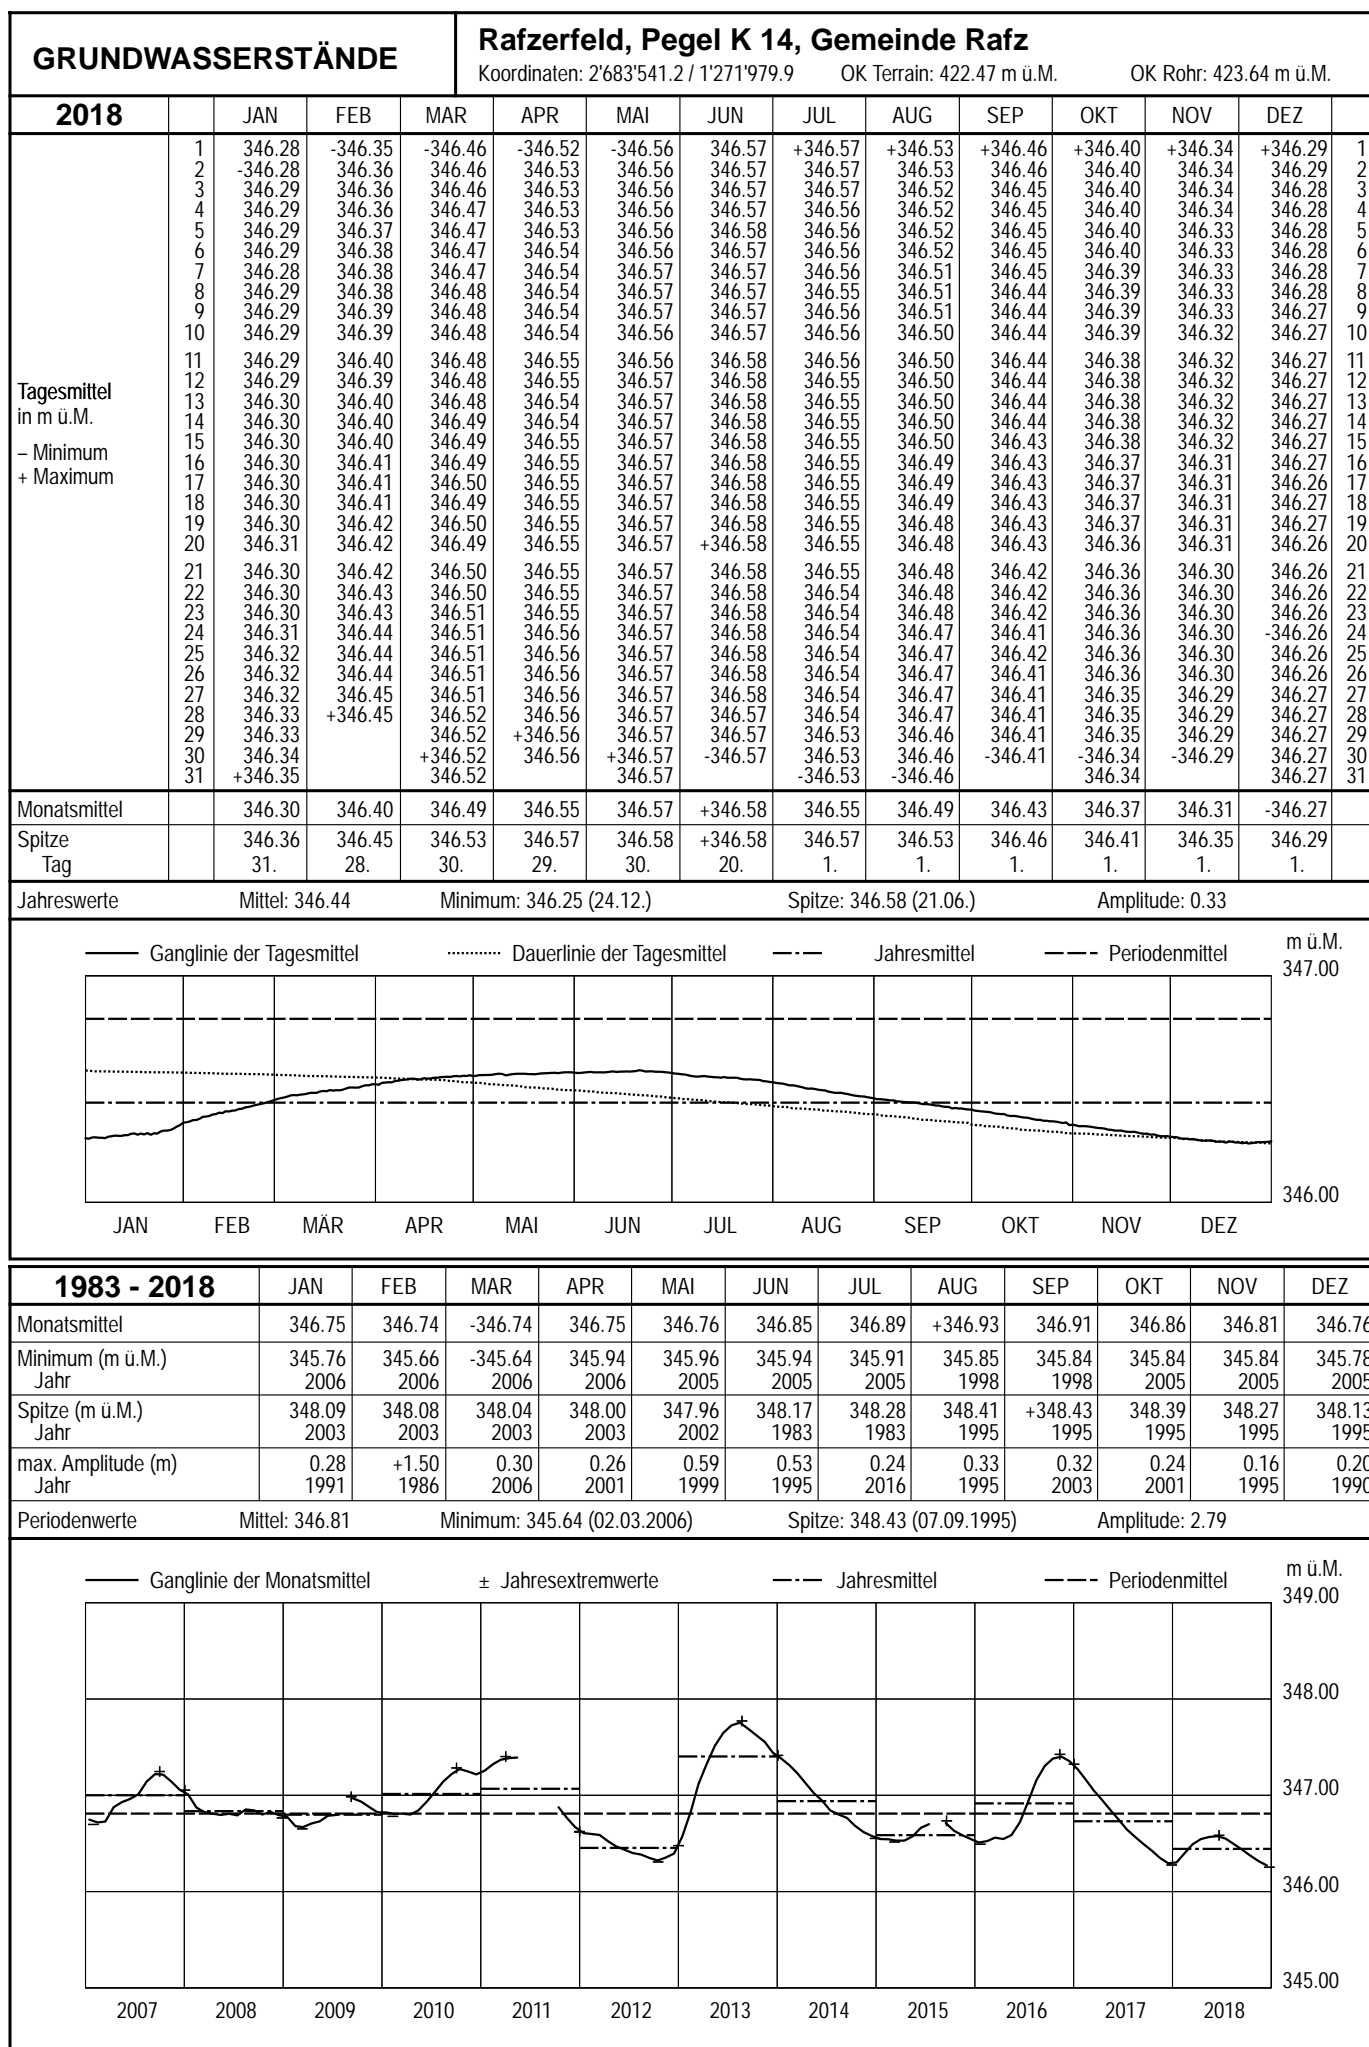 GRUNDWASSERSTÄNDE
Rafzerfeld, Pegel K 14, Gemeinde Rafz
Koordinaten: 2'683'541.2 / 1'271'979.9 OK Terrain: 422.47 m ü.M. OK Rohr: 423.64 m ü.M.
2018 JAN FEB MAR APR MAI JUN JUL AUG SEP OKT NOV DEZ
1 346.28 -346.35 -346.46 -346.52 -346.56 346.57 +346.57 +346.53 +346.46 +346.40 +346.34 +346.29 1
2 -346.28 346.36 346.46 346.53 346.56 346.57 346.57 346.53 346.46 346.40 346.34 346.29 2
3 346.29 346.36 346.46 346.53 346.56 346.57 346.57 346.52 346.45 346.40 346.34 346.28 3
4 346.29 346.36 346.47 346.53 346.56 346.57 346.56 346.52 346.45 346.40 346.34 346.28 4
5 346.29 346.37 346.47 346.53 346.56 346.58 346.56 346.52 346.45 346.40 346.33 346.28 5
6 346.29 346.38 346.47 346.54 346.56 346.57 346.56 346.52 346.45 346.40 346.33 346.28 6
7 346.28 346.38 346.47 346.54 346.56 346.57 346.56 346.51 346.45 346.39 346.33 346.28 7
8 346.29 346.38 346.48 346.54 346.57 346.57 346.55 346.51 346.44 346.39 346.33 346.28 8
9 346.29 346.39 346.48 346.54 346.57 346.57 346.56 346.51 346.44 346.39 346.33 346.27 9
10 346.29 346.39 346.48 346.54 346.56 346.57 346.56 346.50 346.44 346.39 346.32 346.27 10
11 346.29 346.40 346.48 346.55 346.56 346.58 346.56 346.50 346.44 346.38 346.32 346.27 11
12 346.29 346.39 346.48 346.55 346.57 346.58 346.55 346.50 346.44 346.38 346.32 346.27 12
Tagesmittel
13 346.30 346.40 346.48 346.54 346.57 346.58 346.55 346.50 346.44 346.38 346.32 346.27 13
in m ü.M.
14 346.30 346.40 346.49 346.54 346.57 346.58 346.55 346.50 346.44 346.38 346.32 346.27 14
15 346.30 346.40 346.49 346.55 346.57 346.58 346.55 346.50 346.43 346.38 346.32 346.27 15
– Minimum
16 346.30 346.41 346.49 346.55 346.57 346.58 346.55 346.49 346.43 346.37 346.31 346.27 16
+ Maximum
17 346.30 346.41 346.50 346.55 346.57 346.58 346.55 346.49 346.43 346.37 346.31 346.26 17
18 346.30 346.41 346.49 346.55 346.57 346.58 346.55 346.49 346.43 346.37 346.31 346.27 18
19 346.30 346.42 346.50 346.55 346.57 346.58 346.55 346.48 346.43 346.37 346.31 346.27 19
20 346.31 346.42 346.49 346.55 346.57 +346.58 346.55 346.48 346.43 346.36 346.31 346.26 20
21 346.30 346.42 346.50 346.55 346.57 346.58 346.55 346.48 346.42 346.36 346.30 346.26 21
22 346.30 346.43 346.50 346.55 346.57 346.58 346.54 346.48 346.42 346.36 346.30 346.26 22
23 346.30 346.43 346.51 346.55 346.57 346.58 346.54 346.48 346.42 346.36 346.30 346.26 23
24 346.31 346.44 346.51 346.56 346.57 346.58 346.54 346.47 346.41 346.36 346.30 -346.26 24
25 346.32 346.44 346.51 346.56 346.57 346.58 346.54 346.47 346.42 346.36 346.30 346.26 25
26 346.32 346.44 346.51 346.56 346.57 346.58 346.54 346.47 346.41 346.36 346.30 346.26 26
27 346.32 346.45 346.51 346.56 346.57 346.58 346.54 346.47 346.41 346.35 346.29 346.27 27
28 346.33 +346.45 346.52 346.56 346.57 346.57 346.54 346.47 346.41 346.35 346.29 346.27 28
29 346.33 346.52 +346.56 346.57 346.57 346.53 346.46 346.41 346.35 346.29 346.27 29
30 346.34 +346.52 346.56 +346.57 -346.57 346.53 346.46 -346.41 -346.34 -346.29 346.27 30
31 +346.35 346.52 346.57 -346.53 -346.46 346.34 346.27 31
Monatsmittel 346.30 346.40 346.49 346.55 346.57 +346.58 346.55 346.49 346.43 346.37 346.31 -346.27
Spitze 346.36 346.45 346.53 346.57 346.58 +346.58 346.57 346.53 346.46 346.41 346.35 346.29
Tag 31. 28. 30. 29. 30. 20. 1. 1. 1. 1. 1. 1.
Jahreswerte Mittel: 346.44 Minimum: 346.25 (24.12.) Spitze: 346.58 (21.06.) Amplitude: 0.33
Ganglinie der Tagesmittel Dauerlinie der Tagesmittel Jahresmittel Periodenmittel m ü.M.
347.00
346.00
JAN FEB MÄR APR MAI JUN JUL AUG SEP OKT NOV DEZ
1983 - 2018 JAN FEB MAR APR MAI JUN JUL AUG SEP OKT NOV DEZ
Monatsmittel 346.75 346.74 -346.74 346.75 346.76 346.85 346.89 +346.93 346.91 346.86 346.81 346.76
Minimum (m ü.M.) 345.76 345.66 -345.64 345.94 345.96 345.94 345.91 345.85 345.84 345.84 345.84 345.78
Jahr 2006 2006 2006 2006 2005 2005 2005 1998 1998 2005 2005 2005
Spitze (m ü.M.) 348.09 348.08 348.04 348.00 347.96 348.17 348.28 348.41 +348.43 348.39 348.27 348.13
Jahr 2003 2003 2003 2003 2002 1983 1983 1995 1995 1995 1995 1995
max. Amplitude (m) 0.28 +1.50 0.30 0.26 0.59 0.53 0.24 0.33 0.32 0.24 0.16 0.20
Jahr 1991 1986 2006 2001 1999 1995 2016 1995 2003 2001 1995 1990
Periodenwerte Mittel: 346.81 Minimum: 345.64 (02.03.2006) Spitze: 348.43 (07.09.1995) Amplitude: 2.79
Ganglinie der Monatsmittel ± Jahresextremwerte Jahresmittel Periodenmittel m ü.M.
349.00
348.00
347.00
346.00
345.00
2007 2008 2009 2010 2011 2012 2013 2014 2015 2016 2017 2018